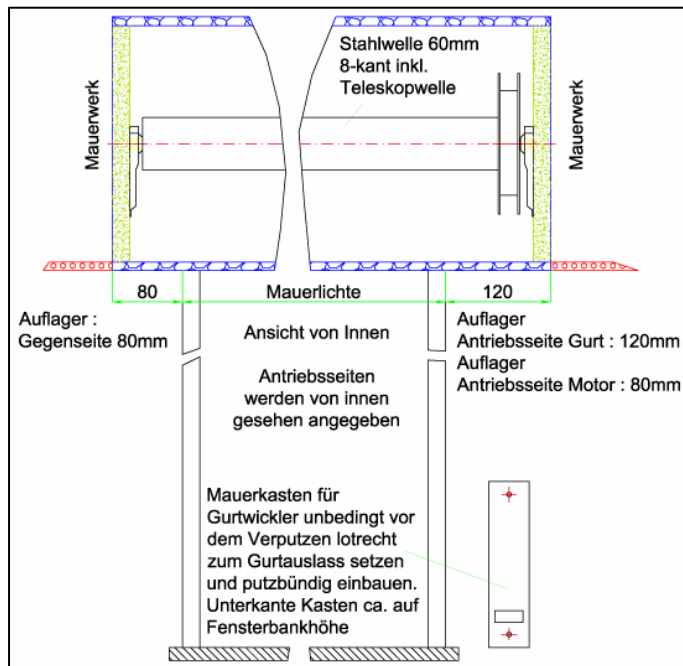 Stahlwelle 60mm
8-kant inkl.
Teleskopwelle
Mauerwerk
Mauerwerk
80
Mauerlichte
120
Auflager :
Gegenseite 80mm
Ansicht von Innen
Antriebsseiten
werden von innen
gesehen angegeben
Auflager
Antriebsseite Gurt : 120mm
Auflager
Antriebsseite Motor : 80mm
Mauerkasten für
Gurtwickler unbedingt vor
dem Verputzen lotrecht
zum Gurtauslass setzen
und putzbündig einbauen.
Unterkante Kasten ca. auf
Fensterbankhöhe